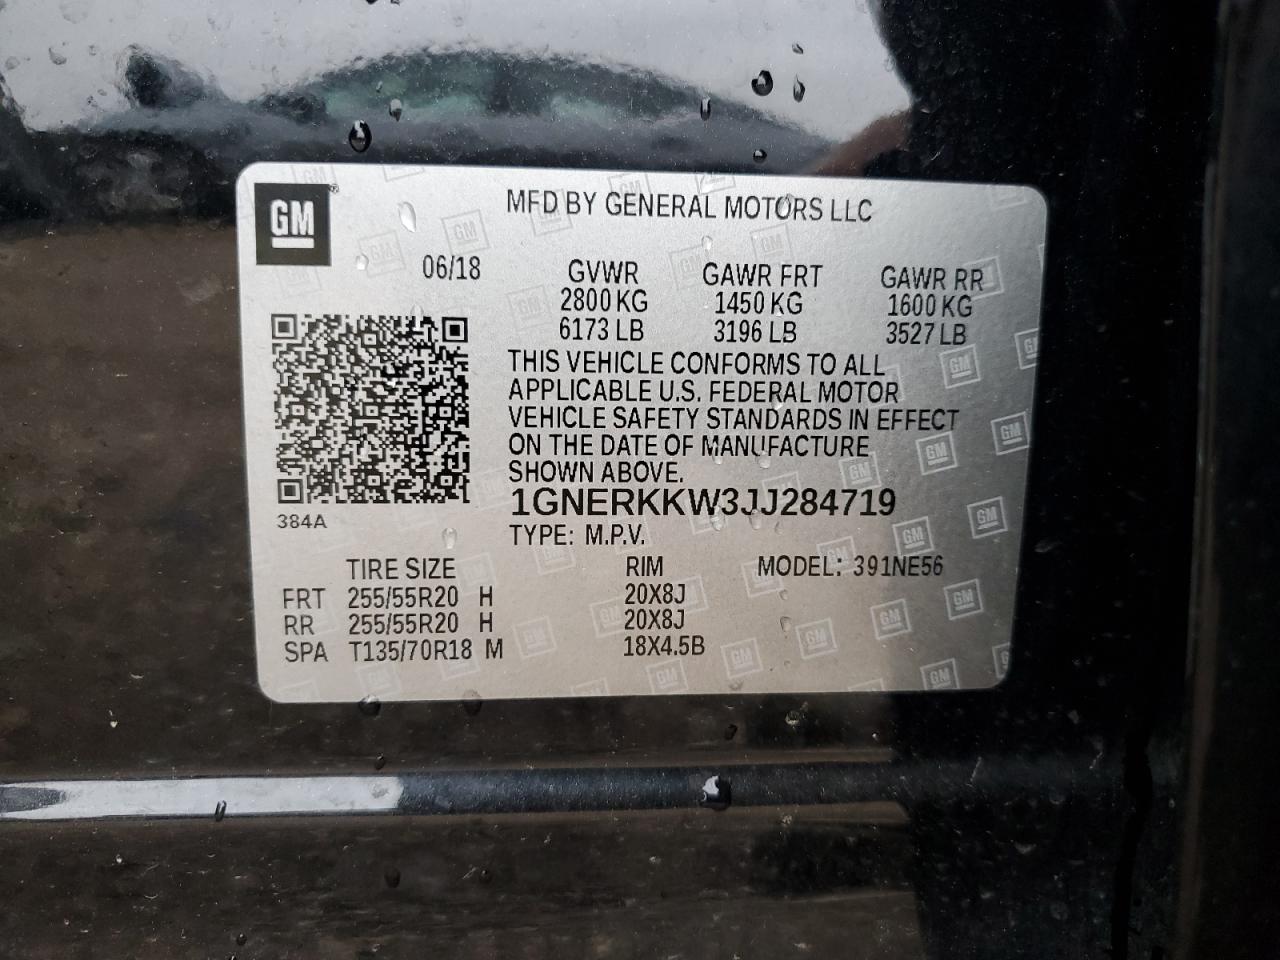 GM
MFD BY GENERAL MOTORS LLC
06/18
GVWR GAWR FRT GAWR RR
2800 KG 1450 KG 1600 KG
6173 LB 3196 LB 3527 LB
THIS VEHICLE CONFORMS TO ALL
APPLICABLE U.S. FEDERAL MOTOR
VEHICLE SAFETY STANDARDS IN EFFECT
ON THE DATE OF MANUFACTURE
SHOWN ABOVE.
1GNERKKW3JJ284719
384A
TYPE: M.P.V.
TIRE SIZE RIM MODEL: 391NE56
FRT 255/55R20 H 20X8J
RR 255/55R20 H 20X8J
SPA T135/70R18 M 18X4.5B